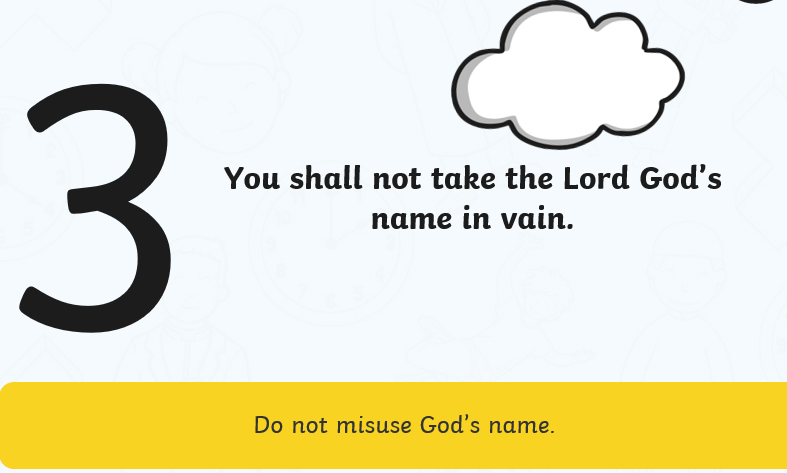 3
You shall not take the Lord God's
name in vain.
Do not misuse God's name.